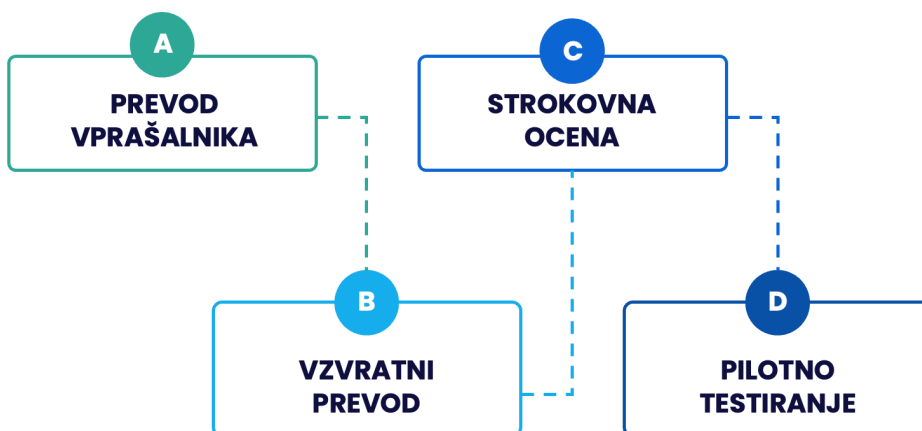 A
PREVOD
VPRAŠALNIKA
B
VZVRATNI
PREVOD
C
STROKOVNA
OCENA
D
PILOTNO
TESTIRANJE